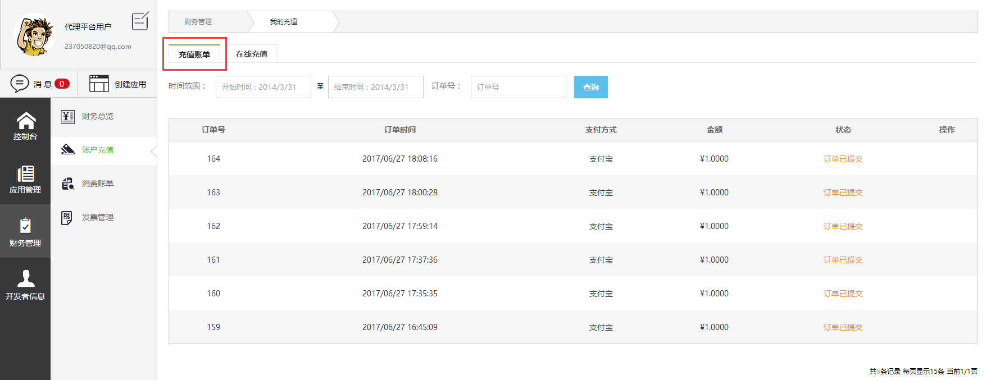 代理平台用户
237050820@qq.com
消息 0
创建应用
控制台
应用管理
财务管理
开发者信息
¥ 财务总览
账户充值
消费账单
税 发票管理
财务管理 我的充值
充值账单 在线充值
时间范围： 开始时间：2014/3/31 至 结束时间：2014/3/31 订单号： 订单号 查询
订单号 订单时间 支付方式 金额 状态 操作
164 2017/06/27 18:08:16 支付宝 ¥1.0000 订单已提交
163 2017/06/27 18:00:28 支付宝 ¥1.0000 订单已提交
162 2017/06/27 17:59:14 支付宝 ¥1.0000 订单已提交
161 2017/06/27 17:37:36 支付宝 ¥1.0000 订单已提交
160 2017/06/27 17:35:35 支付宝 ¥1.0000 订单已提交
159 2017/06/27 16:45:09 支付宝 ¥1.0000 订单已提交
共6条记录 每页显示15条 当前1/1页